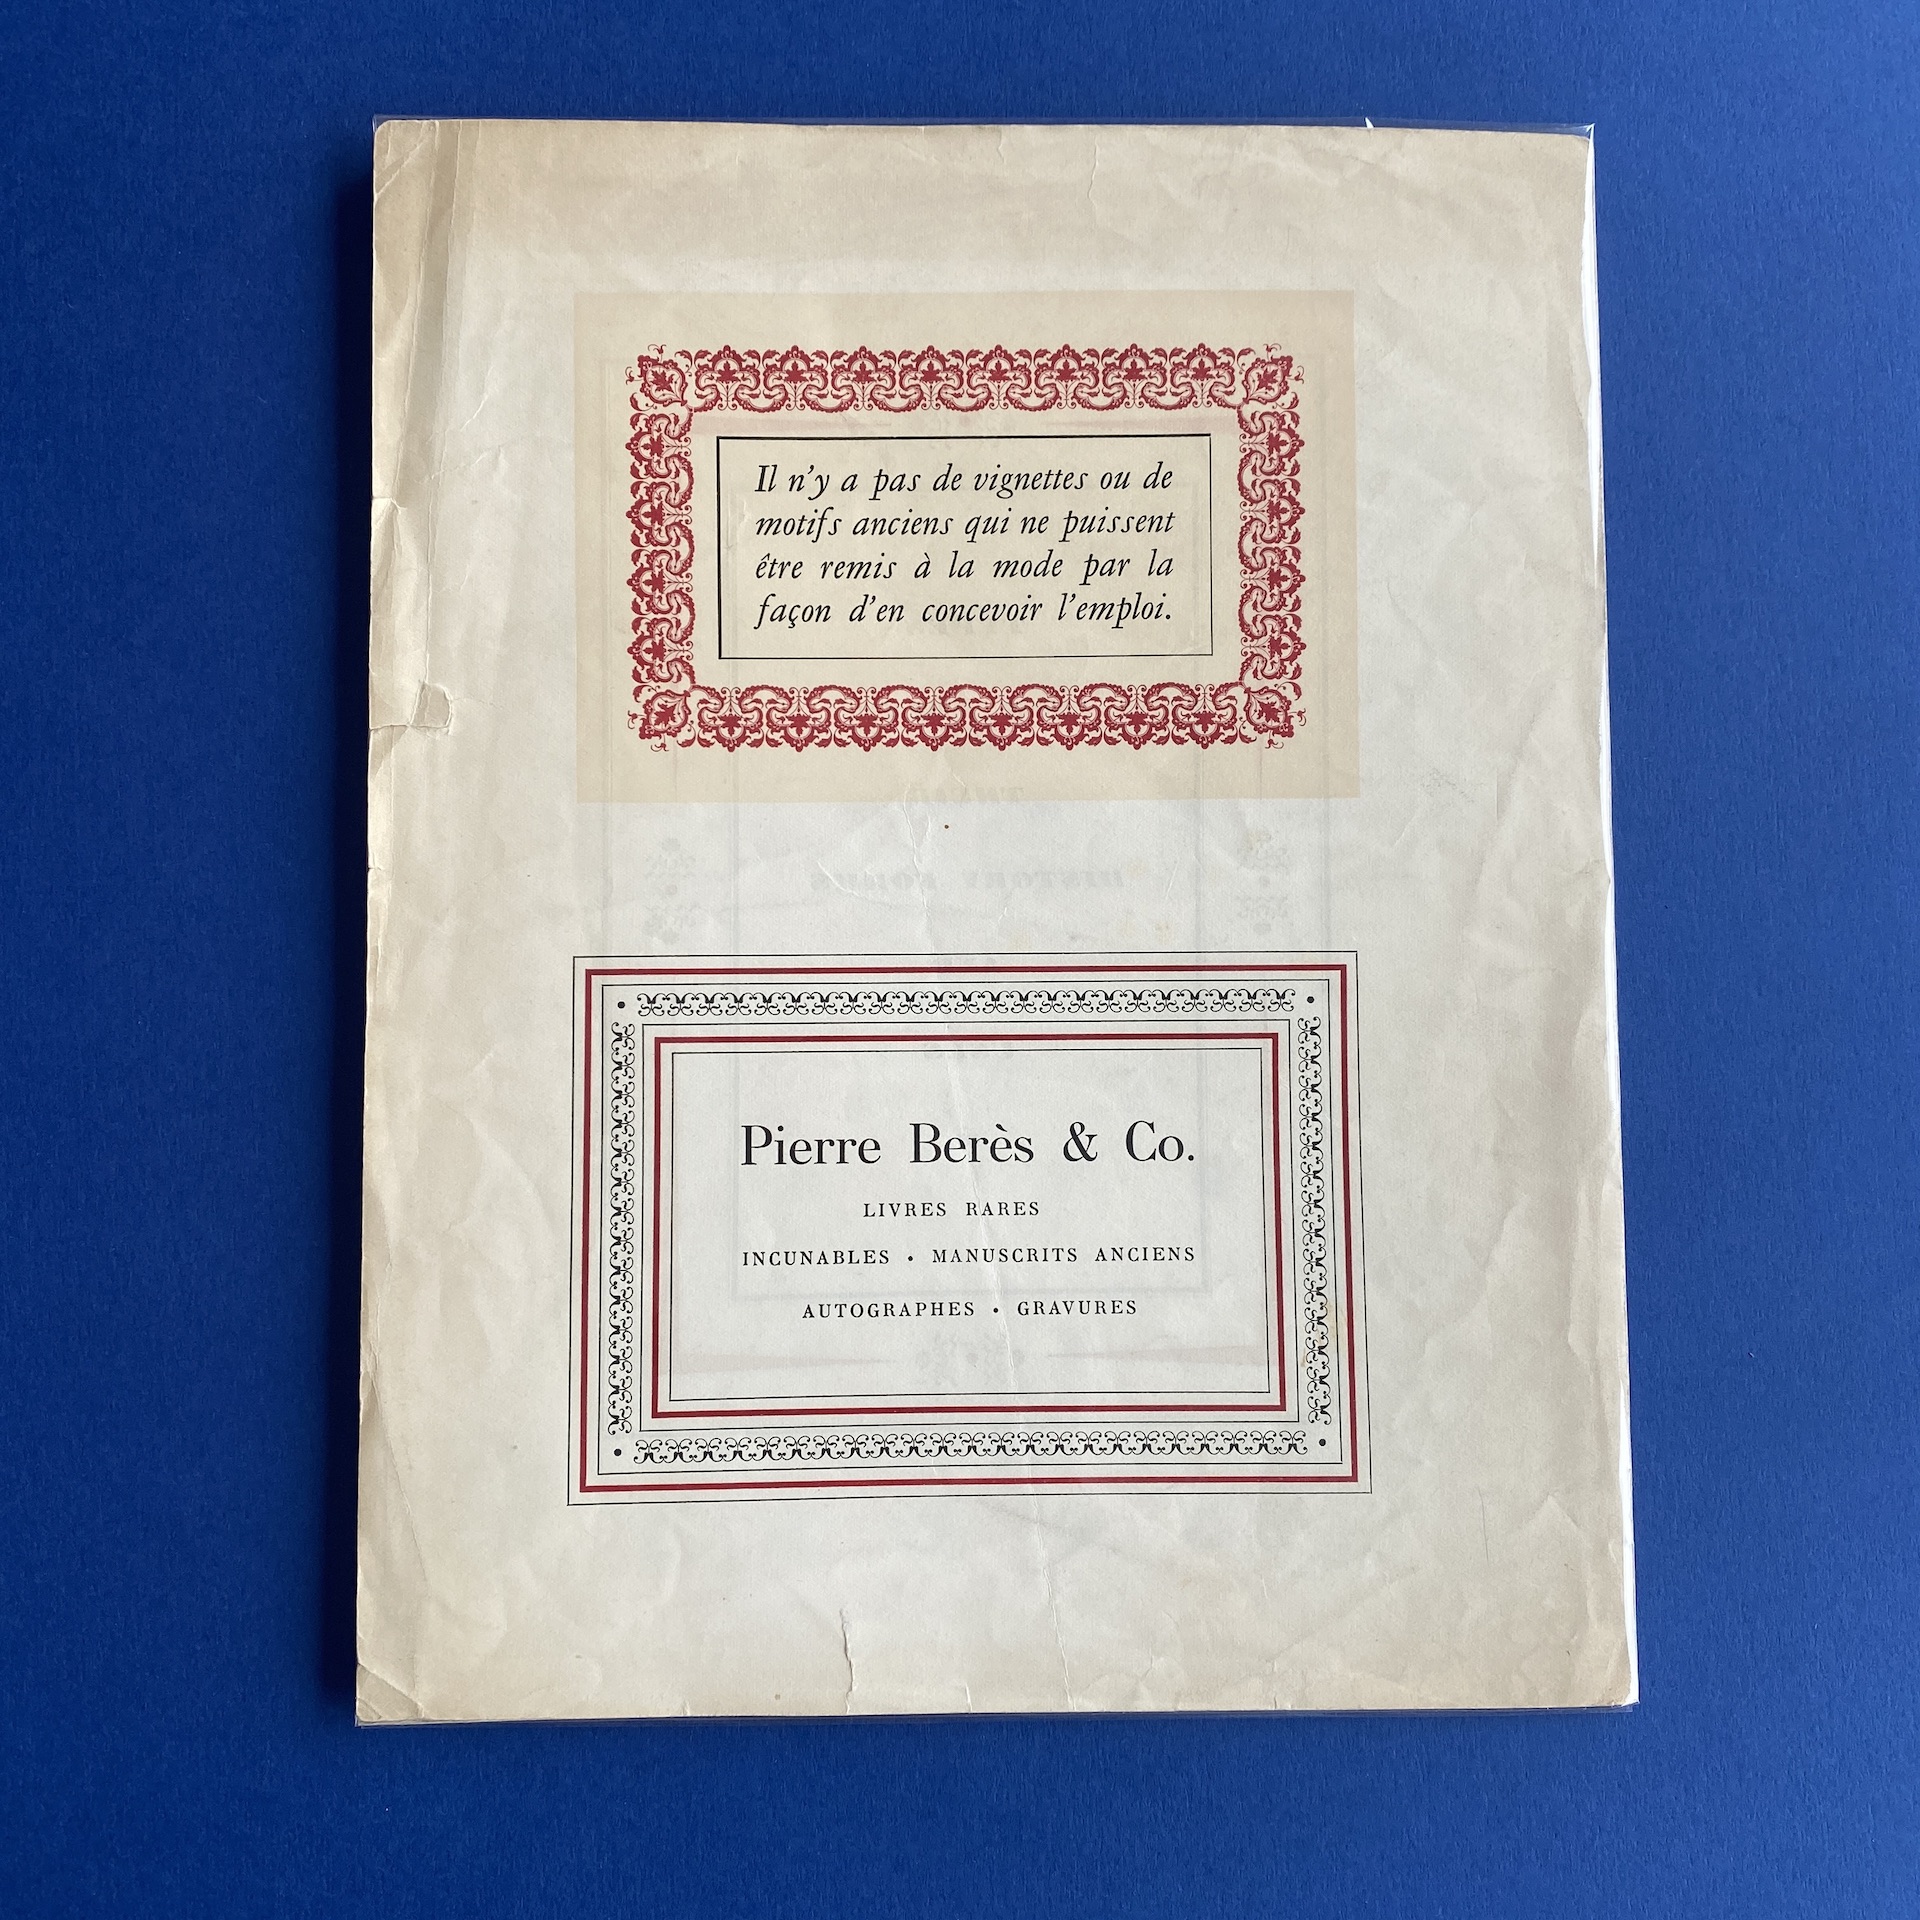 Il n'y a pas de vignettes ou de
motifs anciens qui ne puissent
être remis à la mode par la
façon d'en concevoir l'emploi.
Pierre Berès & Co.
LIVRES RARES
INCUNABLES • MANUSCRITS ANCIENS
AUTOGRAPHES • GRAVURES